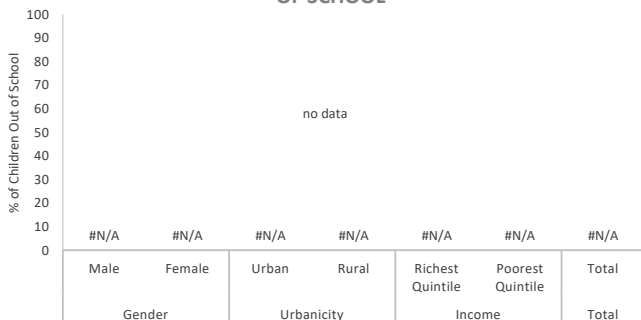 OF SCHOOL
100
90
80
70
60
50
40
30
20
10
0
% of Children Out of School
no data
#N/A #N/A #N/A #N/A #N/A #N/A #N/A
Male Female Urban Rural Richest Quintile Poorest Quintile Total
Gender Urbanicity Income Total